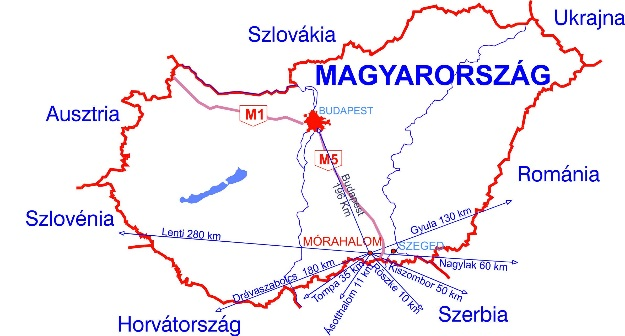 Ukrajna
Szlovákia
MAGYARORSZÁG
Ausztria
M1
BUDAPEST
M5
Románia
Budapest
196 Km
Szlovénia
Gyula 130 km
Lenti 280 km
MÓRAHALOM
SZEGED
Nagylak 60 km
Kiszombor 50 km
Drávaszabolcs 180 km
Tompa 35 km
Ásotthalom 11 km
Röszke 10 km
Szerbia
Horvátország